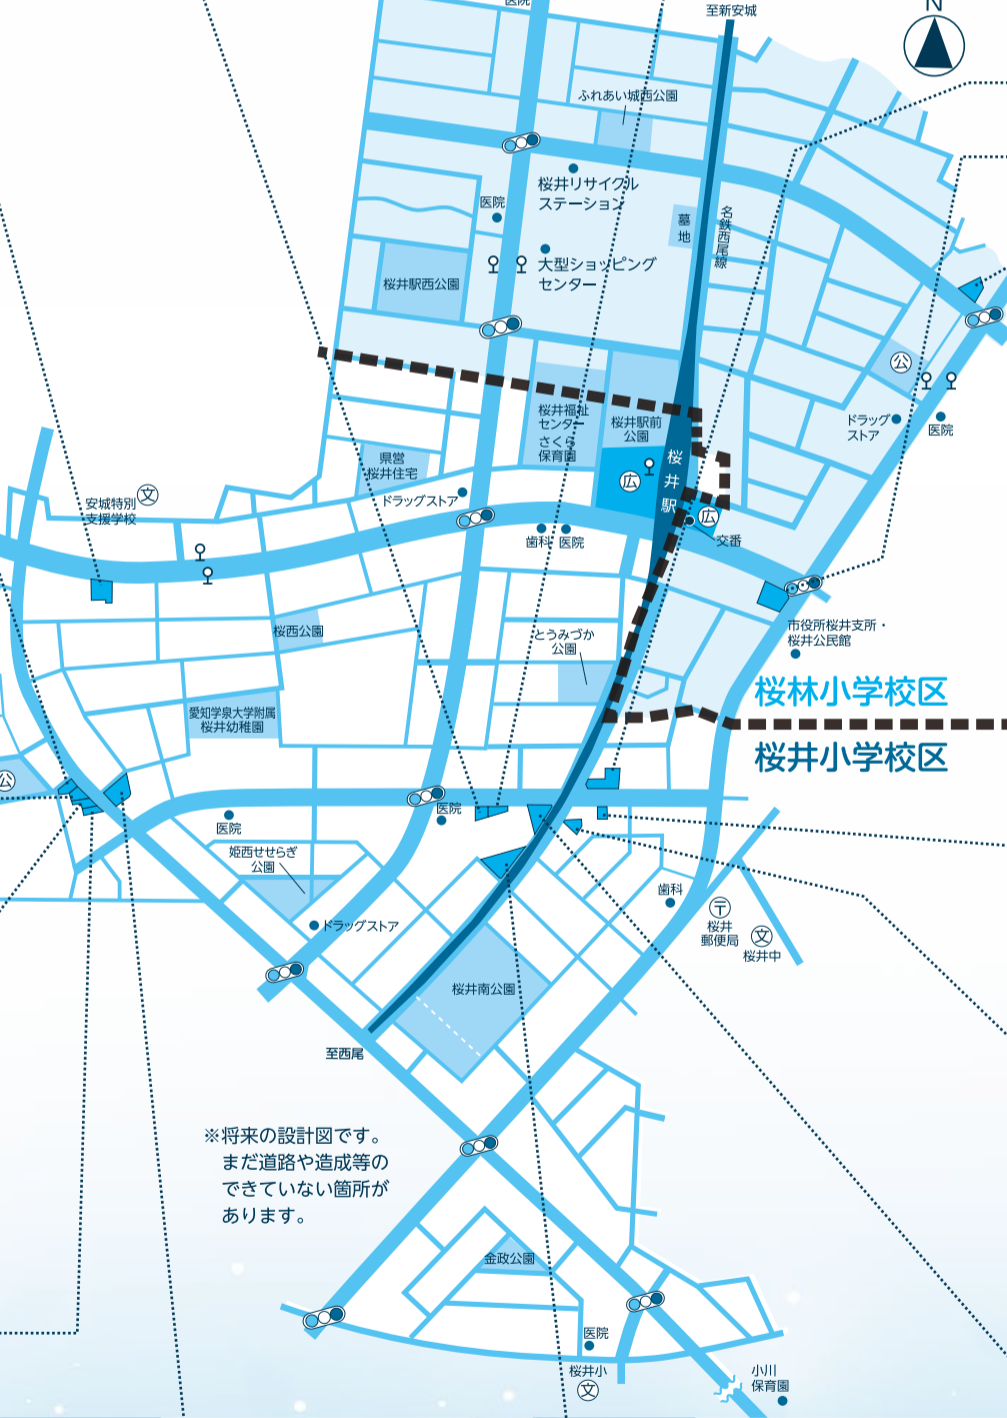 医院
至新安城
N
ふれあい城西公園
桜井リサイクル
ステーション
医院
墓地
名鉄西尾線
大型ショッピング
センター
桜井駅西公園
公
桜井福祉
センター
さくら
保育園
桜井駅前
公園
ドラッグ
ストア
医院
県営
桜井住宅
桜井駅
広
ドラッグストア
安城特別
支援学校
文
広
歯科
医院
交番
桜西公園
とうみづか
公園
市役所桜井支所・
桜井公民館
桜林小学校区
愛知学泉大学附属
桜井幼稚園
桜井小学校区
公
医院
医院
姫西せせらぎ
公園
歯科
〒
桜井
郵便局
文
桜井中
ドラッグストア
桜井南公園
至西尾
※将来の設計図です。
まだ道路や造成等の
できていない箇所が
あります。
金政公園
医院
桜井小
文
小川
保育園